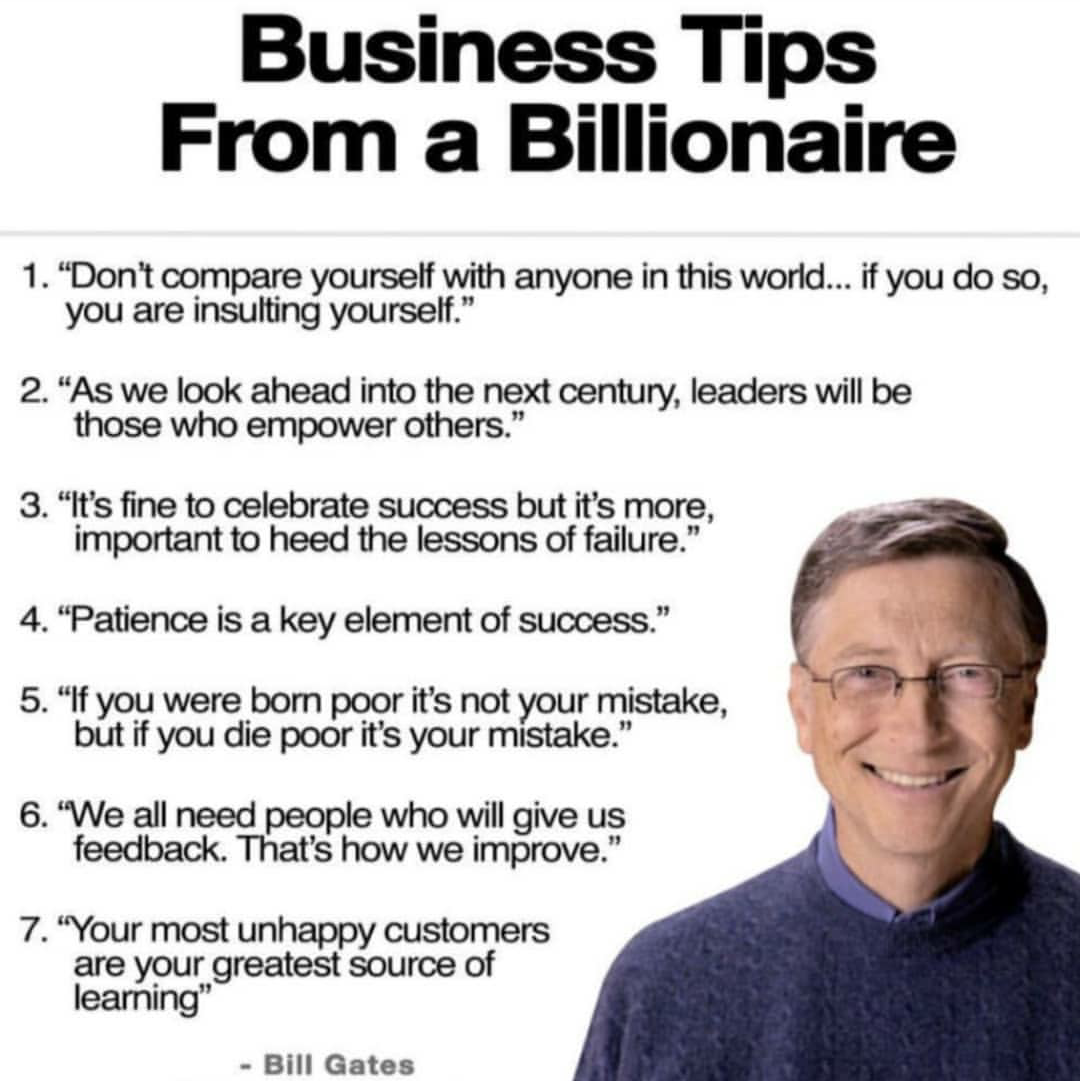 Business Tips
From a Billionaire
1. “Don’t compare yourself with anyone in this world... if you do so,
you are insulting yourself.”
2. “As we look ahead into the next century, leaders will be
those who empower others.”
3. “It’s fine to celebrate success but it’s more,
important to heed the lessons of failure.”
4. “Patience is a key element of success.”
5. “If you were born poor it’s not your mistake,
but if you die poor it’s your mistake.”
6. “We all need people who will give us
feedback. That’s how we improve.”
7. “Your most unhappy customers
are your greatest source of
learning”
- Bill Gates